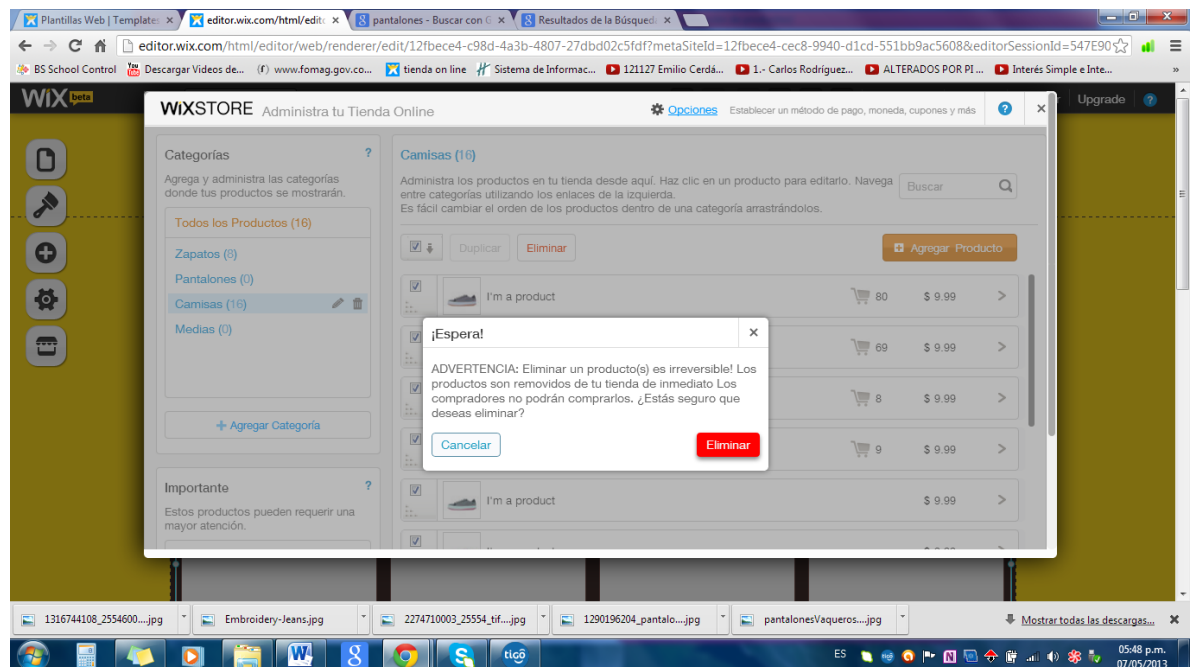 Plantillas Web | Templates
editor.wix.com/html/edito
pantalones - Buscar con G
Resultados de la Búsqueda
editor.wix.com/html/editor/web/renderer/edit/12fbece4-c98d-4a3b-4807-27dbd02c5fdf?metaSiteId=12fbece4-cec8-9940-d1cd-551bb9ac5608&editorSessionId=547E90
BS School Control
Descargar Videos de...
www.fomag.gov.co...
tienda on line
Sistema de Informac...
121127 Emilio Cerdá...
1.- Carlos Rodríguez...
ALTERADOS POR PI ...
Interés Simple e Inte...
WiX beta
Upgrade
WiXSTORE Administra tu Tienda Online
Opciones Establecer un método de pago, moneda, cupones y más
Categorías
Agrega y administra las categorías
donde tus productos se mostrarán.
Todos los Productos (16)
Zapatos (8)
Pantalones (0)
Camisas (16)
Medias (0)
Agregar Categoría
Importante
Estos productos pueden requerir una
mayor atención.
Camisas (16)
Administra los productos en tu tienda desde aquí. Haz clic en un producto para editarlo. Navega
entre categorías utilizando los enlaces de la izquierda.
Es fácil cambiar el orden de los productos dentro de una categoría arrastrándolos.
Buscar
Duplicar
Eliminar
Agregar Producto
I'm a product 80 $ 9.99
69 $ 9.99
8 $ 9.99
9 $ 9.99
I'm a product $ 9.99
¡Espera!
ADVERTENCIA: Eliminar un producto(s) es irreversible! Los
productos son removidos de tu tienda de inmediato Los
compradores no podrán comprarlos. ¿Estás seguro que
deseas eliminar?
Cancelar
Eliminar
1316744108_2554600....jpg
Embroidery-Jeans.jpg
2274710003_25554_tif....jpg
1290196204_pantalo....jpg
pantalonesVaqueros....jpg
Mostrar todas las descargas...
tigô
ES
05:48 p.m.
07/05/2013